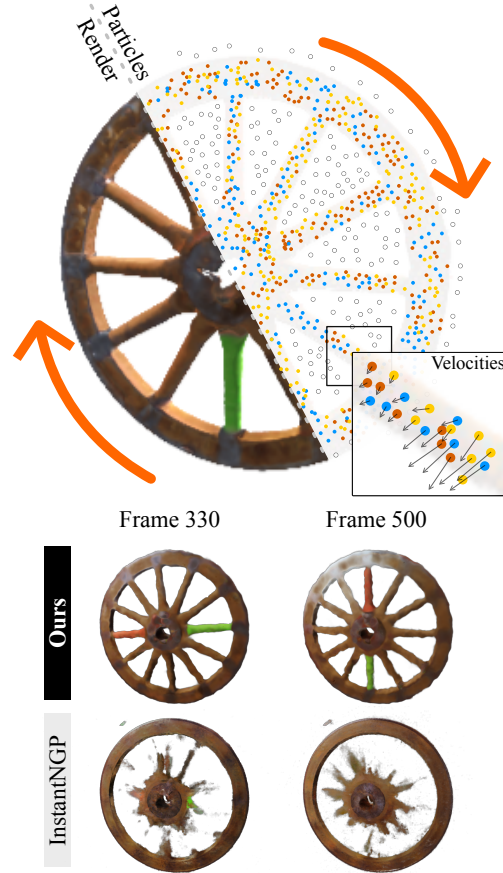 Particles
Render
Velocities
Frame 330
Frame 500
Ours
InstantNGP